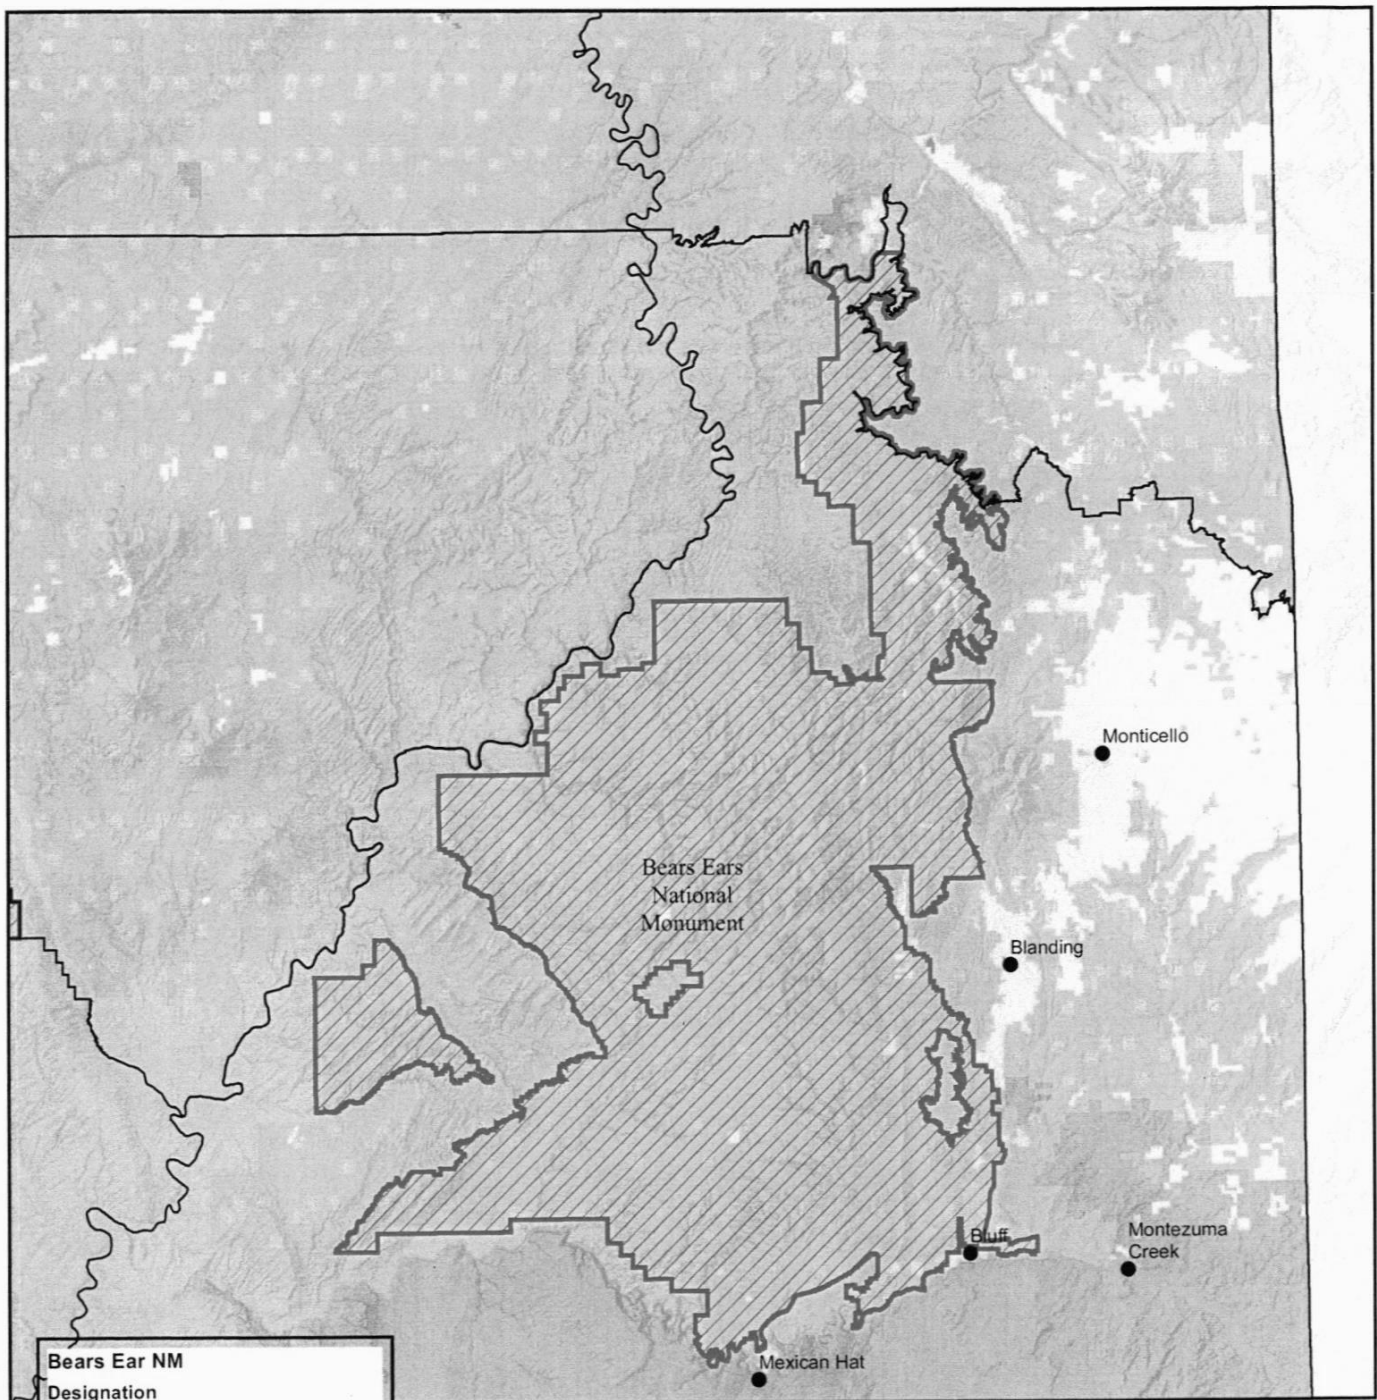 Monticello
Bears Ears
National
Monument
Blanding
Bluff
Montezuma
Creek
Mexican Hat
Bears Ear NM
Designation